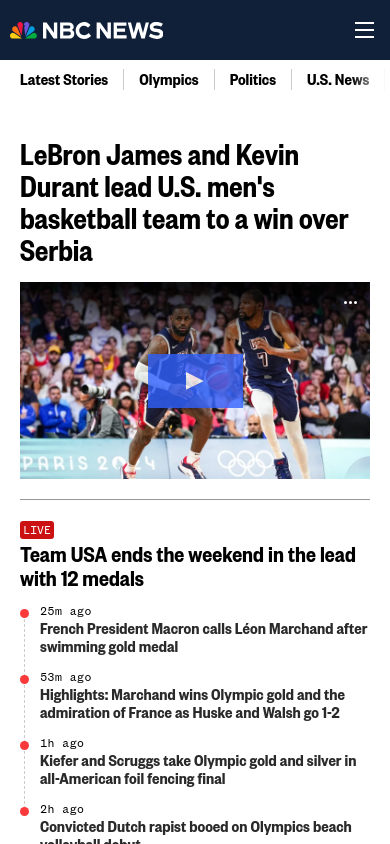 NBC NEWS
Latest Stories
Olympics
Politics
U.S. News
LeBron James and Kevin
Durant lead U.S. men's
basketball team to a win over
Serbia
PARIS 2024
LIVE
Team USA ends the weekend in the lead
with 12 medals
25m ago
French President Macron calls Léon Marchand after
swimming gold medal
53m ago
Highlights: Marchand wins Olympic gold and the
admiration of France as Huske and Walsh go 1-2
1h ago
Kiefer and Scruggs take Olympic gold and silver in
all-American foil fencing final
2h ago
Convicted Dutch rapist booed on Olympics beach
volleyball debut